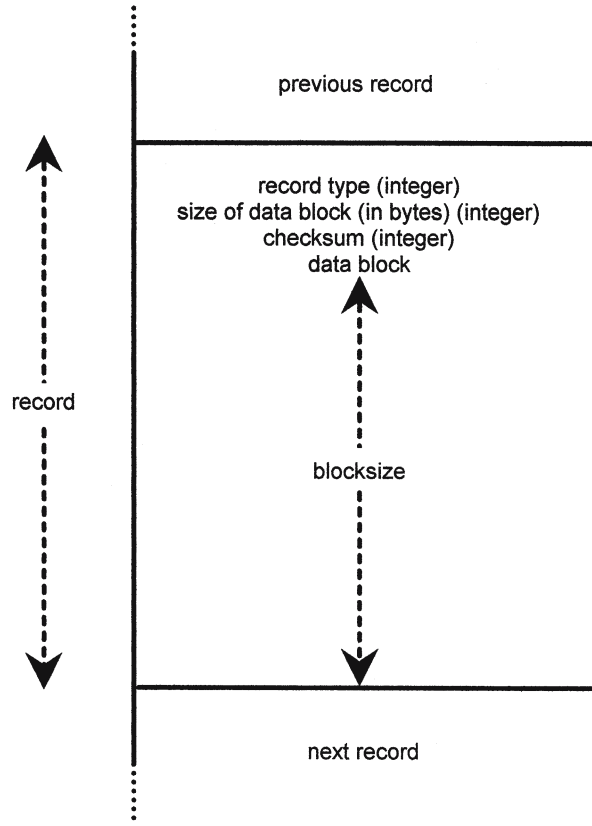 previous record
record type (integer)
size of data block (in bytes) (integer)
checksum (integer)
data block
record
blocksize
next record